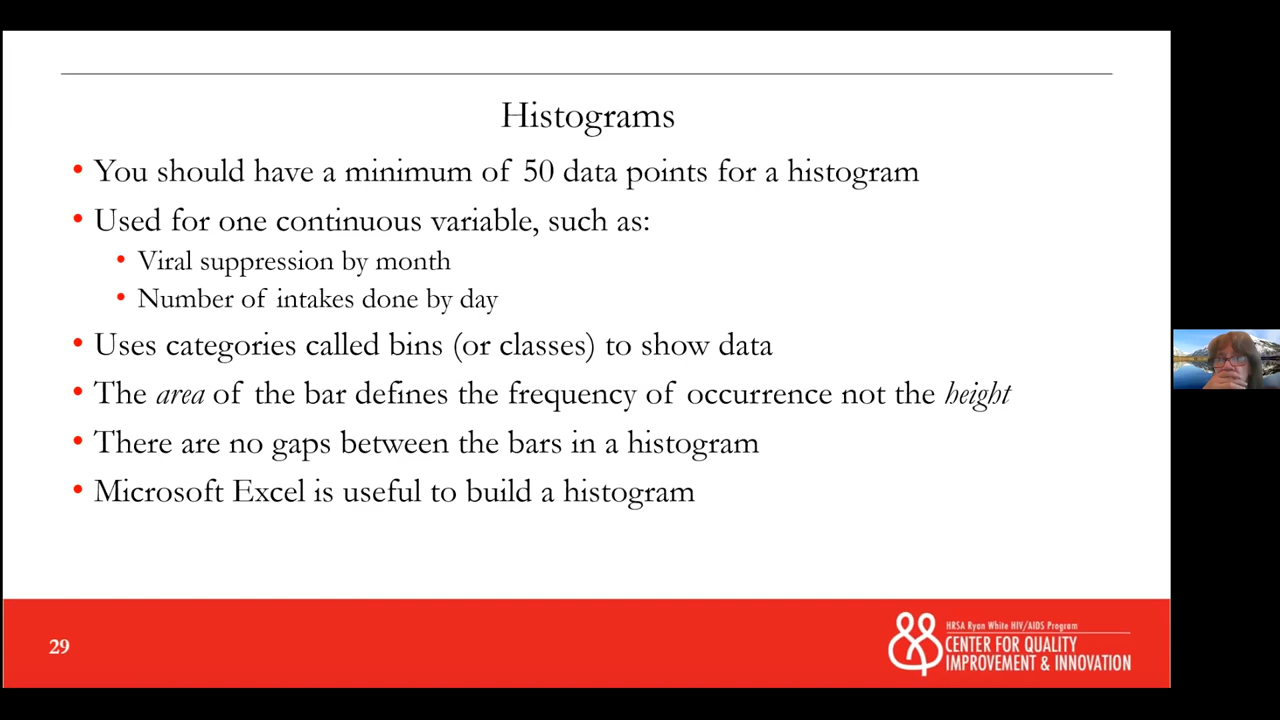 Histograms
• You should have a minimum of 50 data points for a histogram
• Used for one continuous variable, such as:
• Viral suppression by month
• Number of intakes done by day
• Uses categories called bins (or classes) to show data
• The area of the bar defines the frequency of occurrence not the height
• There are no gaps between the bars in a histogram
• Microsoft Excel is useful to build a histogram
29
HRSA Ryan White HIV/AIDS Program
CENTER FOR QUALITY
IMPROVEMENT & INNOVATION